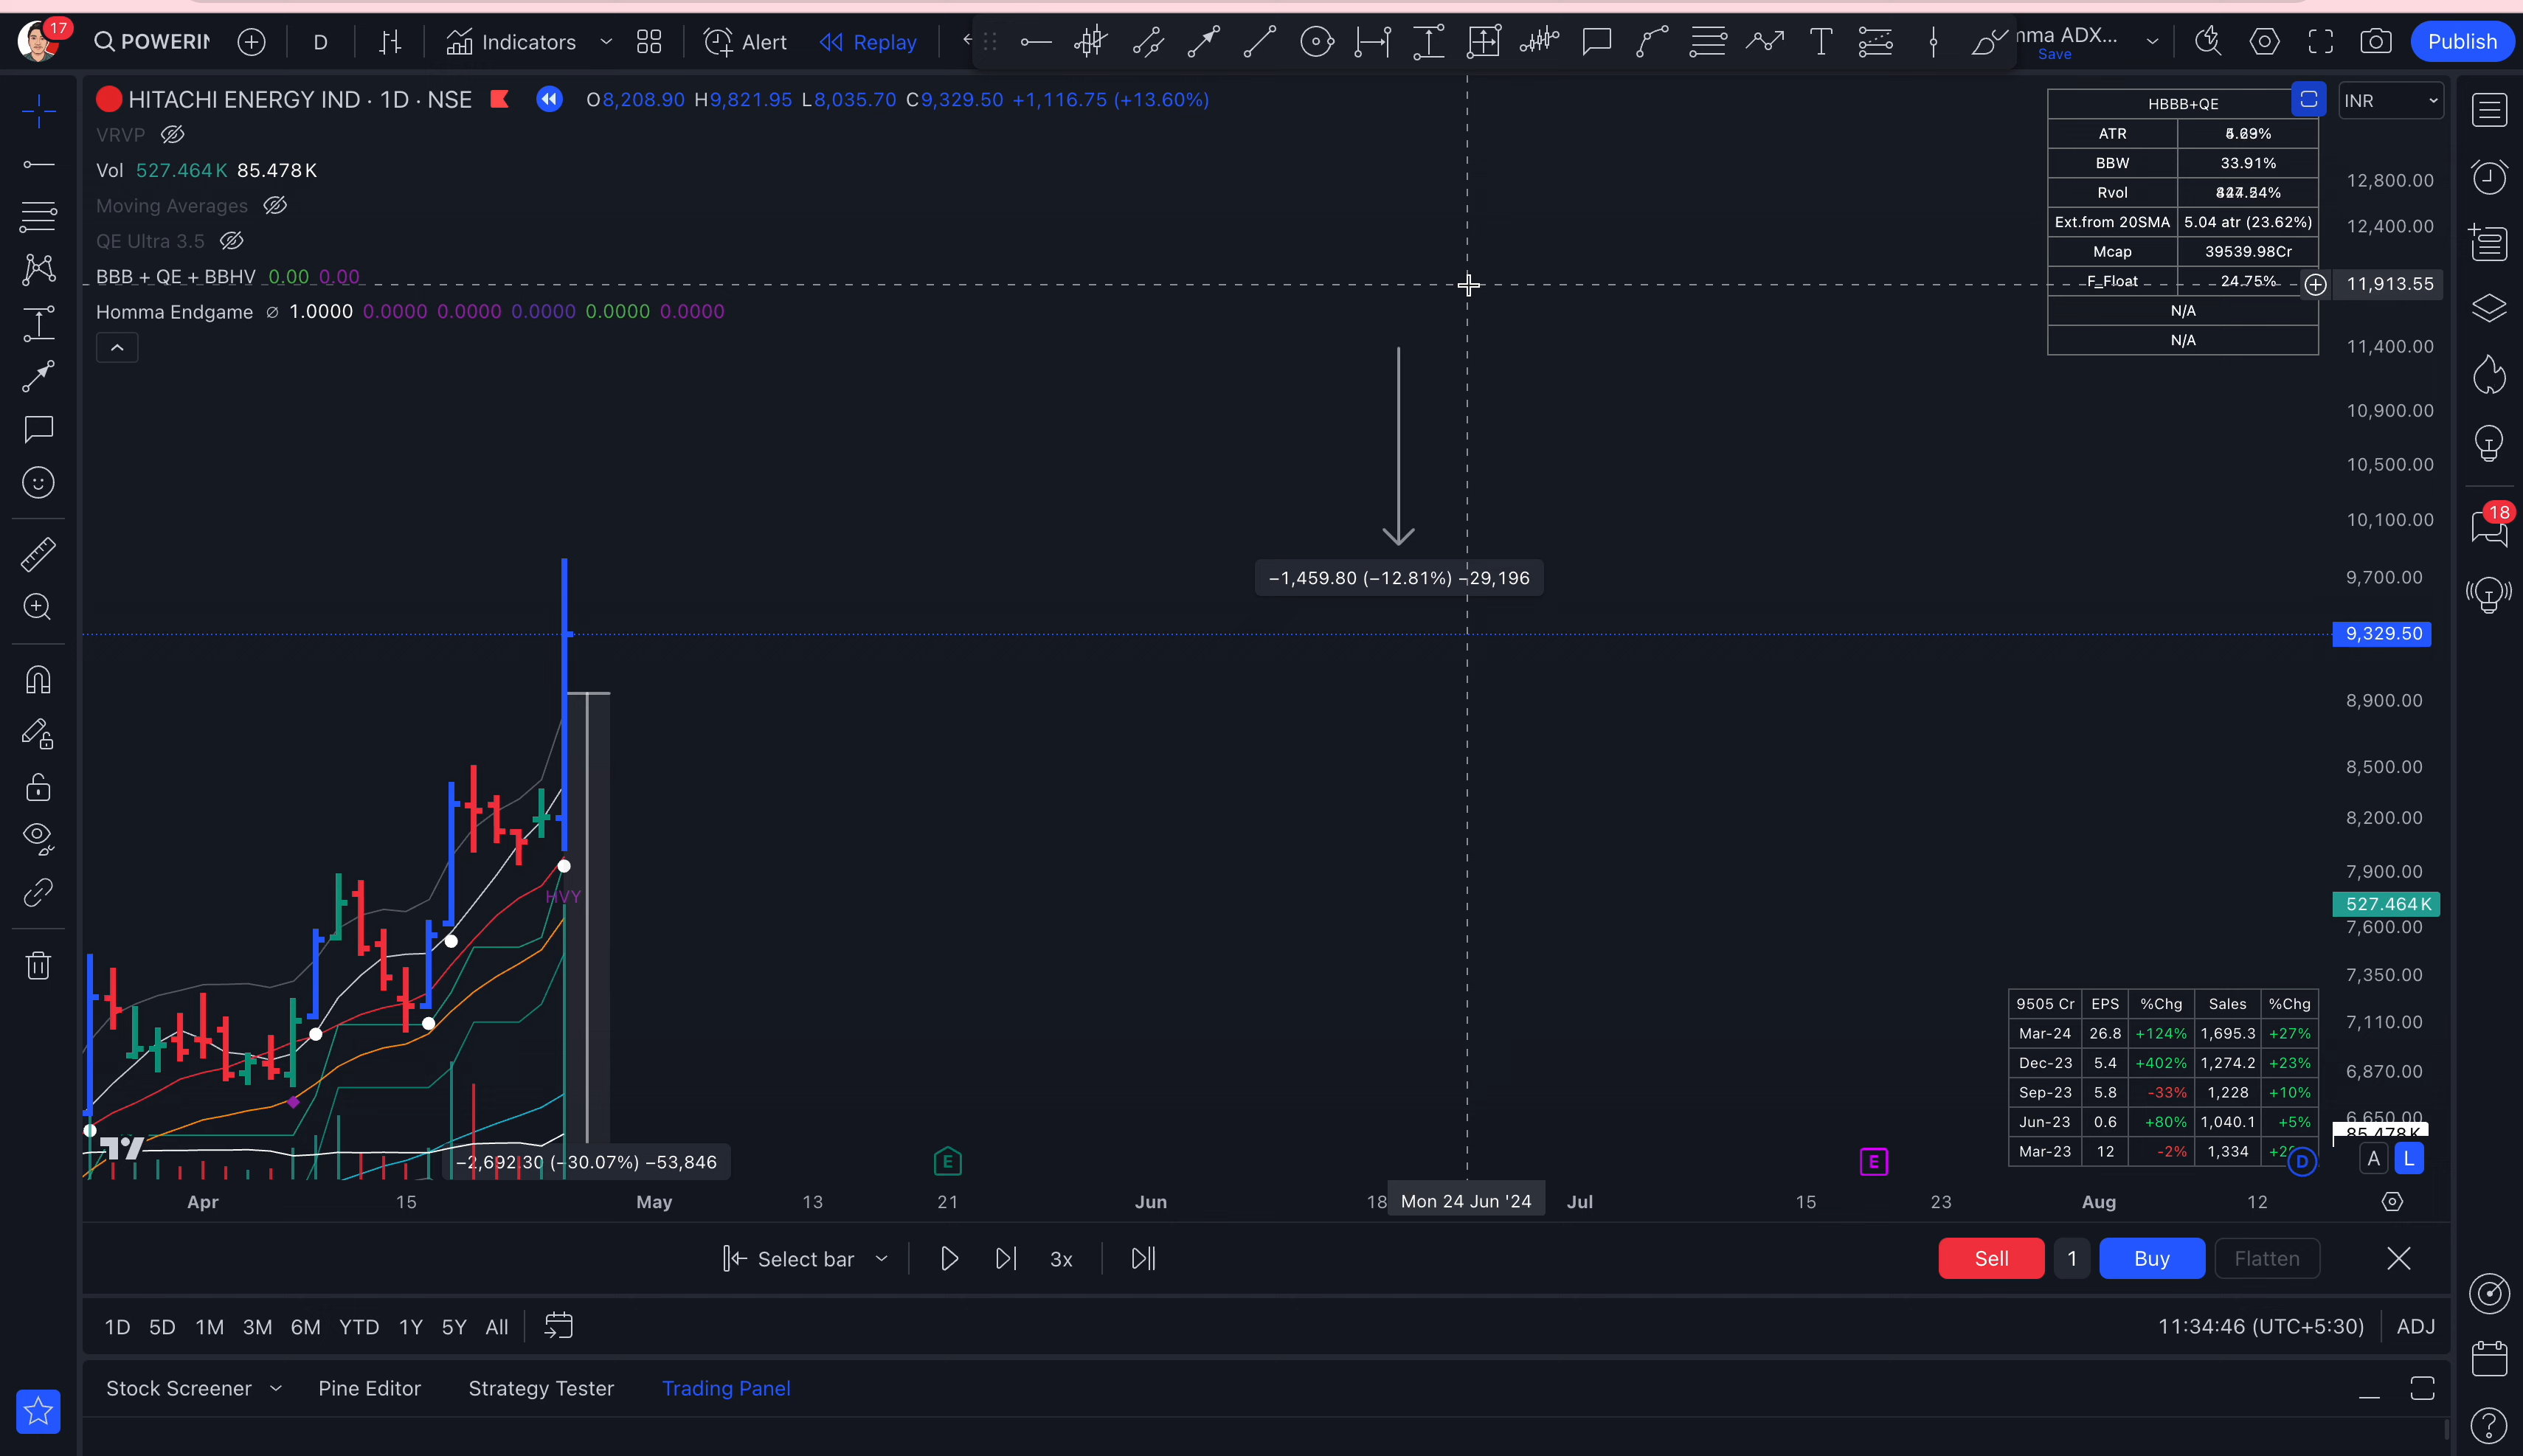 17
POWERIN
D
Indicators
Alert
Replay
nma ADX...
Save
Publish
HITACHI ENERGY IND · 1D · NSE
O8,208.90 H9,821.95 L8,035.70 C9,329.50 +1,116.75 (+13.60%)
VRVP
Vol 527.464K 85.478K
Moving Averages
QE Ultra 3.5
BBB + QE + BBHV 0.00 0.00
Homma Endgame ∅ 1.0000 0.0000 0.0000 0.0000 0.0000 0.0000
HBBB+QE
ATR
BBW 33.91%
Rvol
Ext.from 20SMA 5.04 atr (23.62%)
Mcap 39539.98Cr
F_Float 24.75%
N/A
N/A
INR
12,800.00
12,400.00
11,913.55
11,400.00
10,900.00
10,500.00
10,100.00
9,700.00
9,329.50
8,900.00
8,500.00
8,200.00
7,900.00
527.464K
7,600.00
7,350.00
7,110.00
6,870.00
6,650.00
85.478K
A L
18
−1,459.80 (−12.81%) −29,196
HVY
−2,692.30 (−30.07%) −53,846
E
E
D
9505 Cr EPS %Chg Sales %Chg
Mar-24 26.8 +124% 1,695.3 +27%
Dec-23 5.4 +402% 1,274.2 +23%
Sep-23 5.8 -33% 1,228 +10%
Jun-23 0.6 +80% 1,040.1 +5%
Mar-23 12 -2% 1,334
Apr 15 May 13 21 Jun 18 Mon 24 Jun '24 Jul 15 23 Aug 12
Select bar
3x
Sell 1 Buy Flatten
1D 5D 1M 3M 6M YTD 1Y 5Y All
11:34:46 (UTC+5:30) ADJ
Stock Screener Pine Editor Strategy Tester Trading Panel